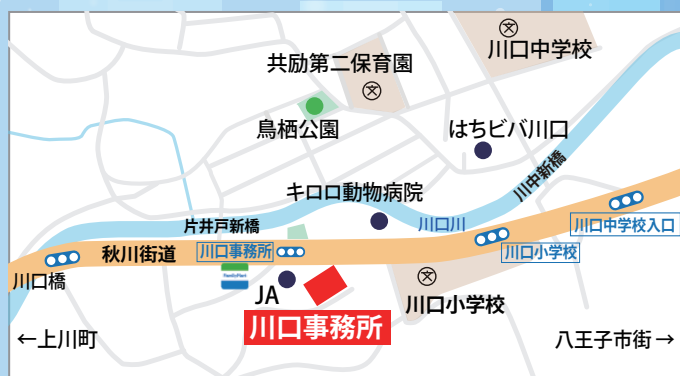 川口中学校
共励第二保育園
鳥栖公園
はちビバ川口
川中新橋
キロロ動物病院
片井戸新橋
川口川
川口中学校入口
秋川街道
川口事務所
川口小学校
川口橋
FamilyMart
JA
川口小学校
川口事務所
←上川町
八王子市街→
文
文
文